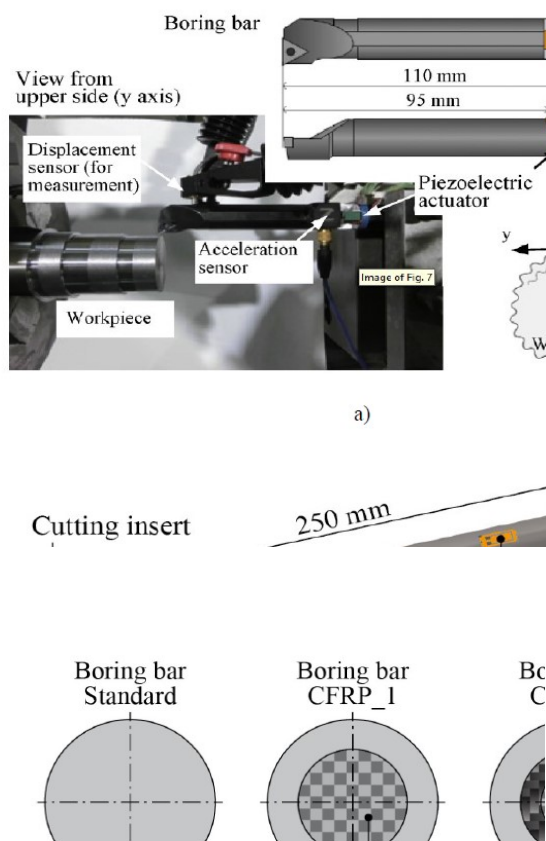 Boring bar
110 mm
95 mm
View from
upper side (y axis)
Displacement
sensor (for
measurement)
Piezoelectric
actuator
Acceleration
sensor
Image of Fig. 7
y
Workpiece
W
a)
Cutting insert
250 mm
Boring bar
Standard
Boring bar
CFRP_1
Bo
C